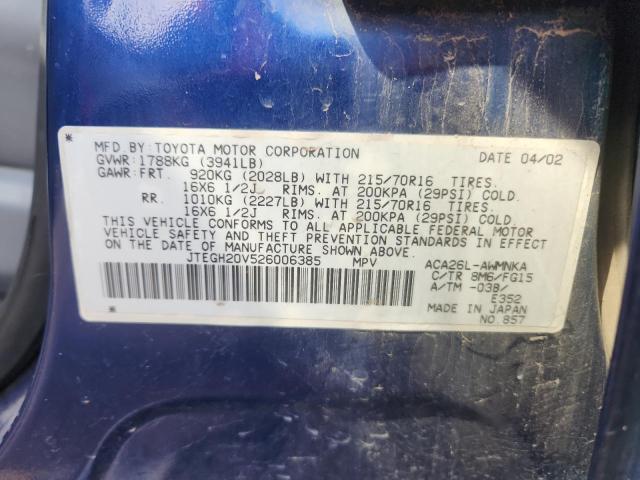 MFD. BY: TOYOTA MOTOR CORPORATION DATE 04/02
GVWR: 1788KG (3941LB)
GAWR: FRT. 920KG (2028LB) WITH 215/70R16 TIRES.
16X6 1/2J RIMS. AT 200KPA (29PSI) COLD.
RR. 1010KG (2227LB) WITH 215/70R16 TIRES.
16X6 1/2J RIMS. AT 200KPA (29PSI) COLD.
THIS VEHICLE CONFORMS TO ALL APPLICABLE FEDERAL MOTOR
VEHICLE SAFETY AND BUMPER STANDARDS IN EFFECT
ON THE DATE OF MANUFACTURE SHOWN ABOVE.
JTEGH20V526006385 MPV ACA26L-AWMNKA
C/TR 8M6/FG15
A/TM -03B/
E352
MADE IN JAPAN
NO.857